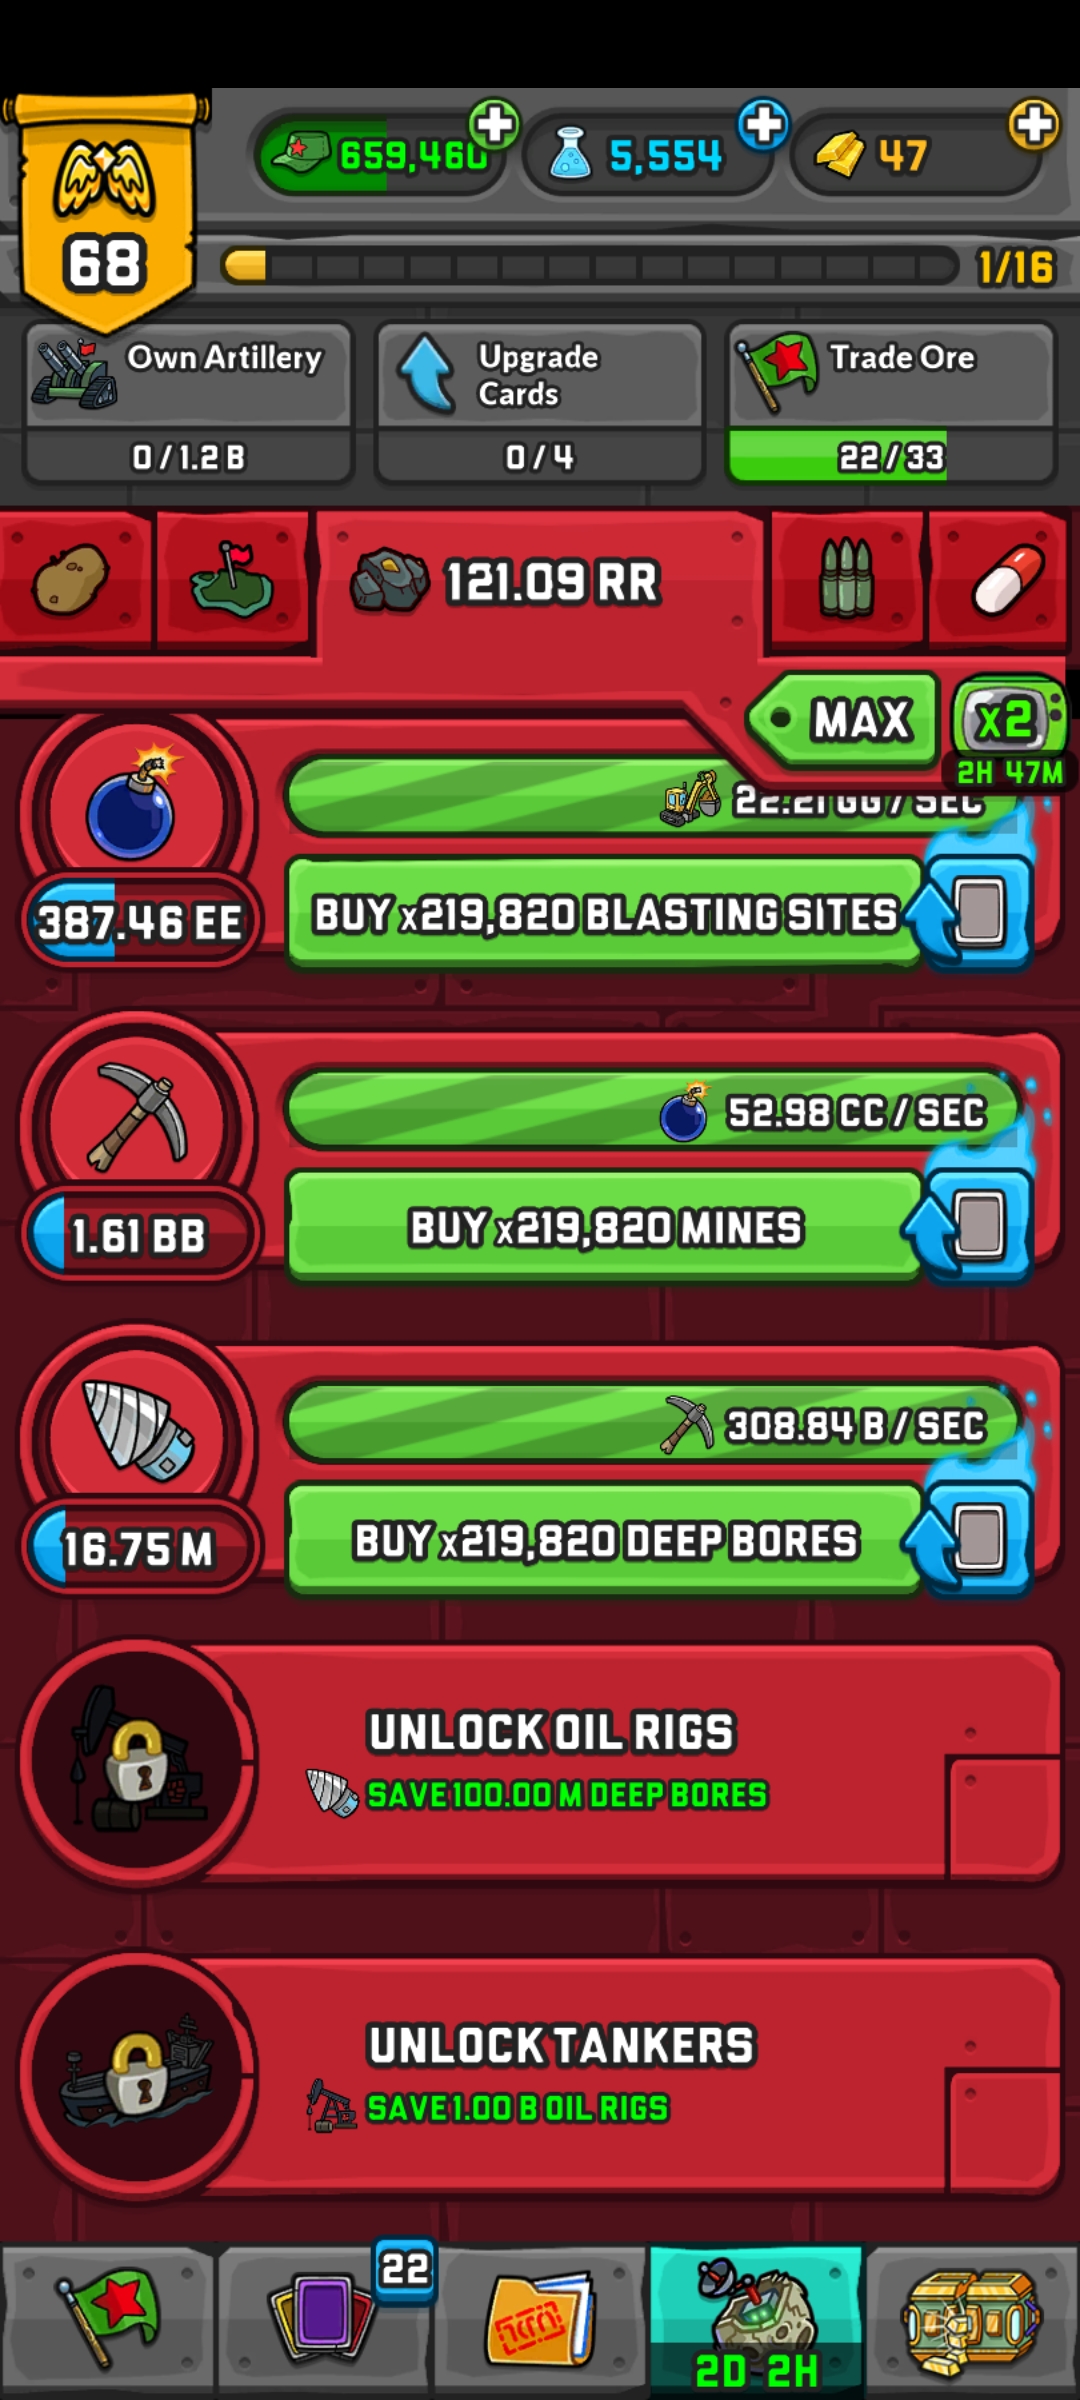 659,460
5,554
47
68
1/16
Own Artillery
0 / 1.2 B
Upgrade
Cards
0 / 4
Trade Ore
22 / 33
121.09 RR
MAX
x2
2H 47M
22.21 GG / SEC
387.46 EE
BUY x219,820 BLASTING SITES
52.98 CC / SEC
1.61 BB
BUY x219,820 MINES
308.84 B / SEC
16.75 M
BUY x219,820 DEEP BORES
UNLOCK OIL RIGS
SAVE 100.00 M DEEP BORES
UNLOCK TANKERS
SAVE 1.00 B OIL RIGS
22
2D 2H